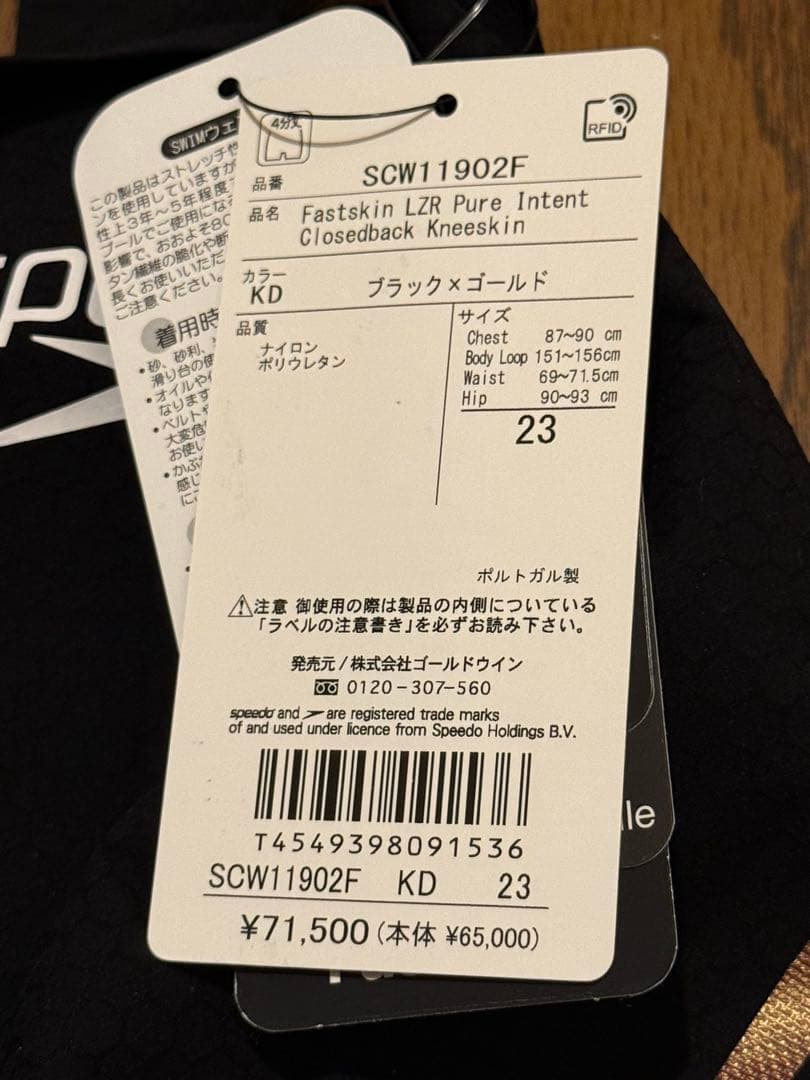 4分丈
RFID
品番 SCW11902F
品名 Fastskin LZR Pure Intent
Closedback Kneeskin
カラー
KD ブラック×ゴールド
品質
ナイロン
ポリウレタン
サイズ
Chest 87~90 cm
Body Loop 151~156cm
Waist 69~71.5cm
Hip 90~93 cm
23
ポルトガル製
注意 御使用の際は製品の内側についている
「ラベルの注意書き」を必ずお読み下さい。
発売元/株式会社ゴールドウイン
0120-307-560
speedo and are registered trade marks
of and used under licence from Speedo Holdings B.V.
T4549398091536
SCW11902F KD 23
¥71,500(本体 ¥65,000)
SWIMウェ
この製品はストレッチ
ンを使用していますが
性上3年~5年程度
プールでご使用にな
影響で、おおよそ80
タン繊維の脆化や断
長くお使いいただ
ご注意ください。
着用時
・砂、砂利、
滑り台の使
・オイルや
なります
・ベルトや
大変危
お使い
・かぶ
感じ
に
le